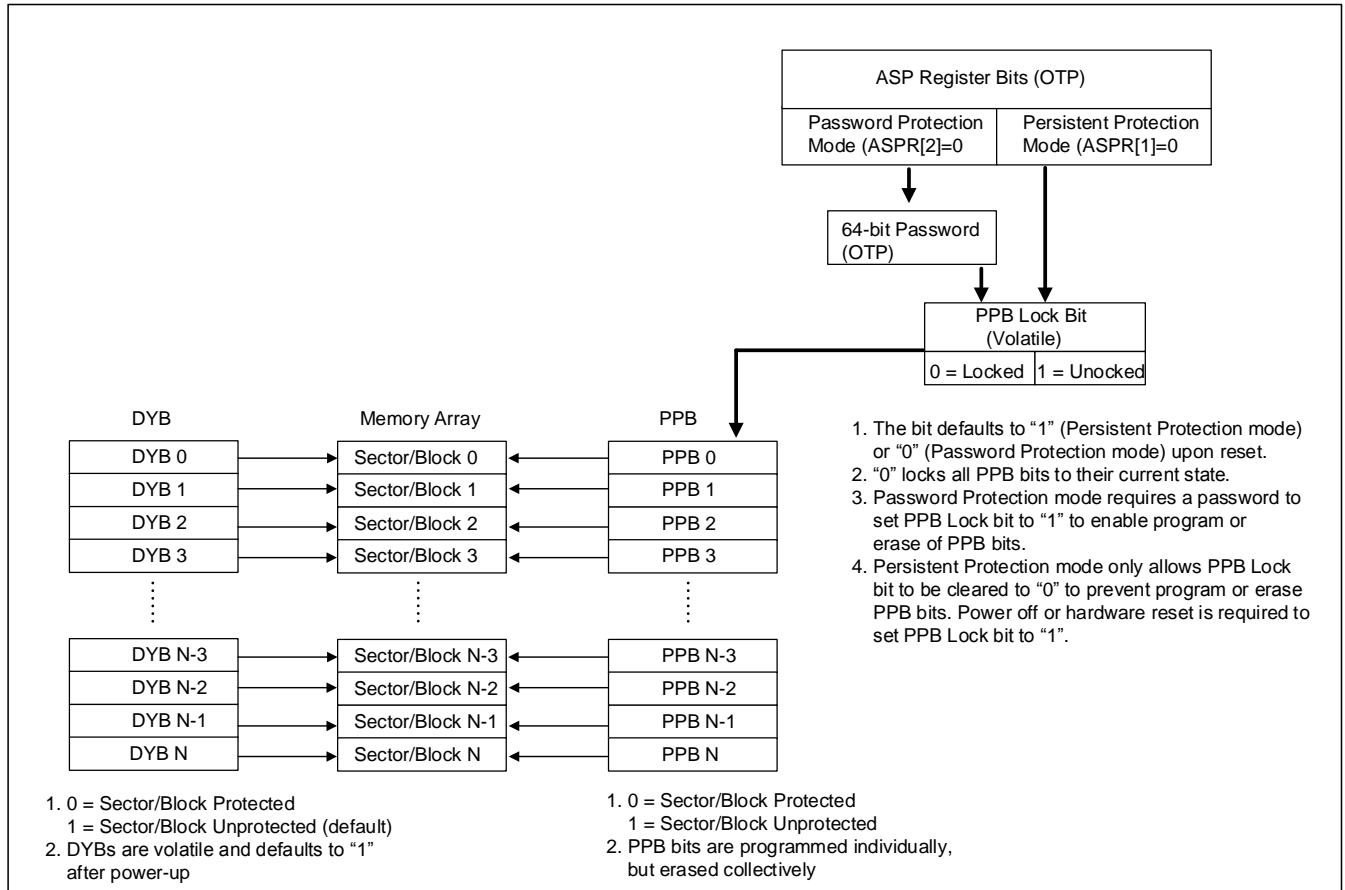 ASP Register Bits (OTP)
Password Protection
Mode (ASPR[2]=0
Persistent Protection
Mode (ASPR[1]=0
64-bit Password
(OTP)
PPB Lock Bit
(Volatile)
0 = Locked
1 = Unocked
1. The bit defaults to “1” (Persistent Protection mode)
or “0” (Password Protection mode) upon reset.
2. “0” locks all PPB bits to their current state.
3. Password Protection mode requires a password to
set PPB Lock bit to “1” to enable program or
erase of PPB bits.
4. Persistent Protection mode only allows PPB Lock
bit to be cleared to “0” to prevent program or erase
PPB bits. Power off or hardware reset is required to
set PPB Lock bit to “1”.
DYB
Memory Array
PPB
DYB 0
Sector/Block 0
PPB 0
DYB 1
Sector/Block 1
PPB 1
DYB 2
Sector/Block 2
PPB 2
DYB 3
Sector/Block 3
PPB 3
DYB N-3
Sector/Block N-3
PPB N-3
DYB N-2
Sector/Block N-2
PPB N-2
DYB N-1
Sector/Block N-1
PPB N-1
DYB N
Sector/Block N
PPB N
1. 0 = Sector/Block Protected
1 = Sector/Block Unprotected (default)
2. DYBs are volatile and defaults to “1”
after power-up
1. 0 = Sector/Block Protected
1 = Sector/Block Unprotected
2. PPB bits are programmed individually,
but erased collectively